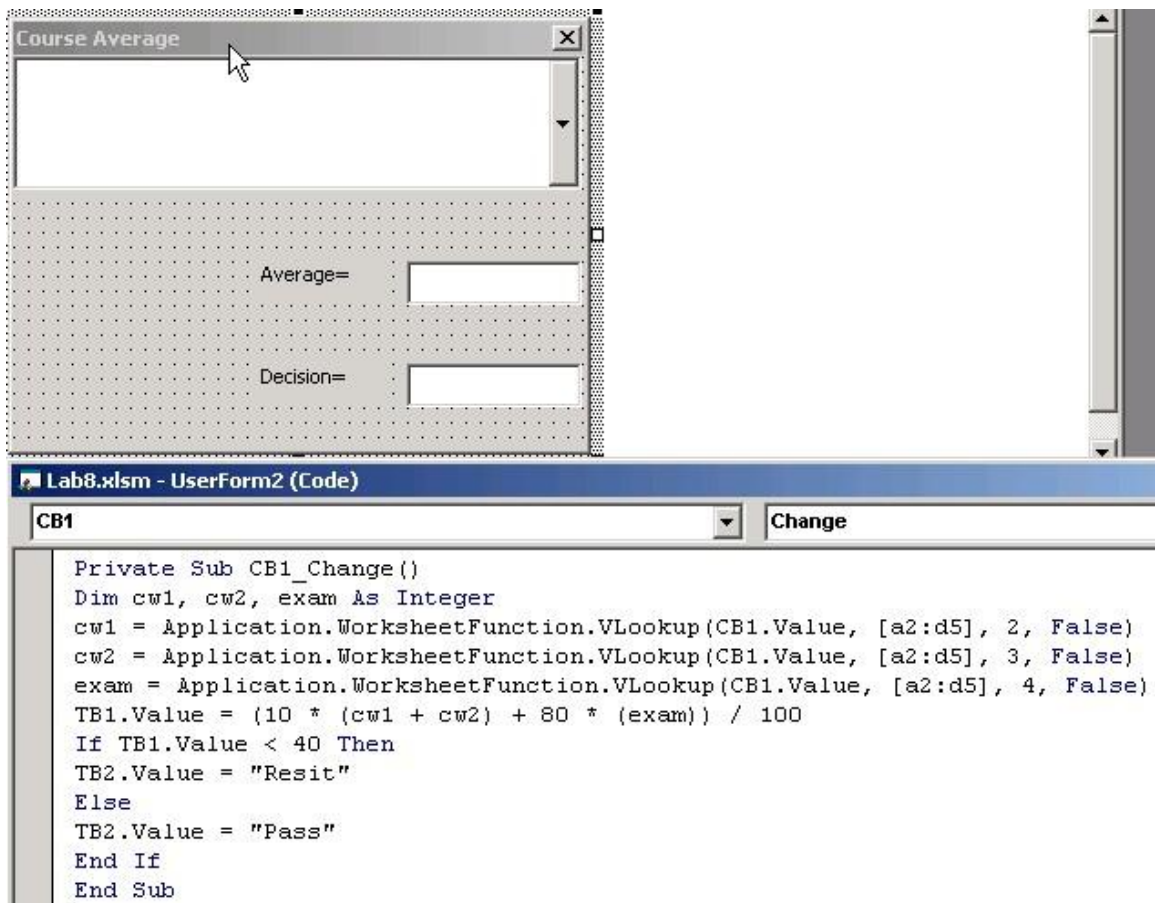 Course Average
Average=
Decision=
Lab8.xlsm - UserForm2 (Code)
CB1 Change
Private Sub CB1_Change()
Dim cw1, cw2, exam As Integer
cw1 = Application.WorksheetFunction.VLookup(CB1.Value, [a2:d5], 2, False)
cw2 = Application.WorksheetFunction.VLookup(CB1.Value, [a2:d5], 3, False)
exam = Application.WorksheetFunction.VLookup(CB1.Value, [a2:d5], 4, False)
TB1.Value = (10 * (cw1 + cw2) + 80 * (exam)) / 100
If TB1.Value < 40 Then
TB2.Value = "Resit"
Else
TB2.Value = "Pass"
End If
End Sub